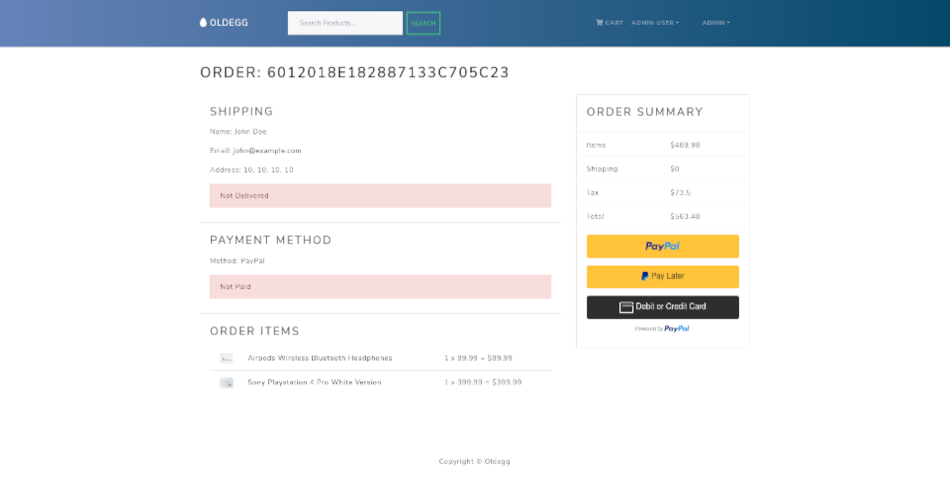 OLDEGG
Search Products...
SEARCH
CART
ADMIN USER
ADMIN
ORDER: 6012018E182887133C705C23
SHIPPING
Name: John Doe
Email: john@example.com
Address: 10, 10, 10, 10
Not Delivered
PAYMENT METHOD
Method: PayPal
Not Paid
ORDER ITEMS
Airpods Wireless Bluetooth Headphones 1 x 89.99 = $89.99
Sony Playstation 4 Pro White Version 1 x 399.99 = $399.99
ORDER SUMMARY
Items $489.98
Shipping $0
Tax $73.5
Total $563.48
PayPal
Pay Later
Debit or Credit Card
Powered by PayPal
Copyright © Oldegg